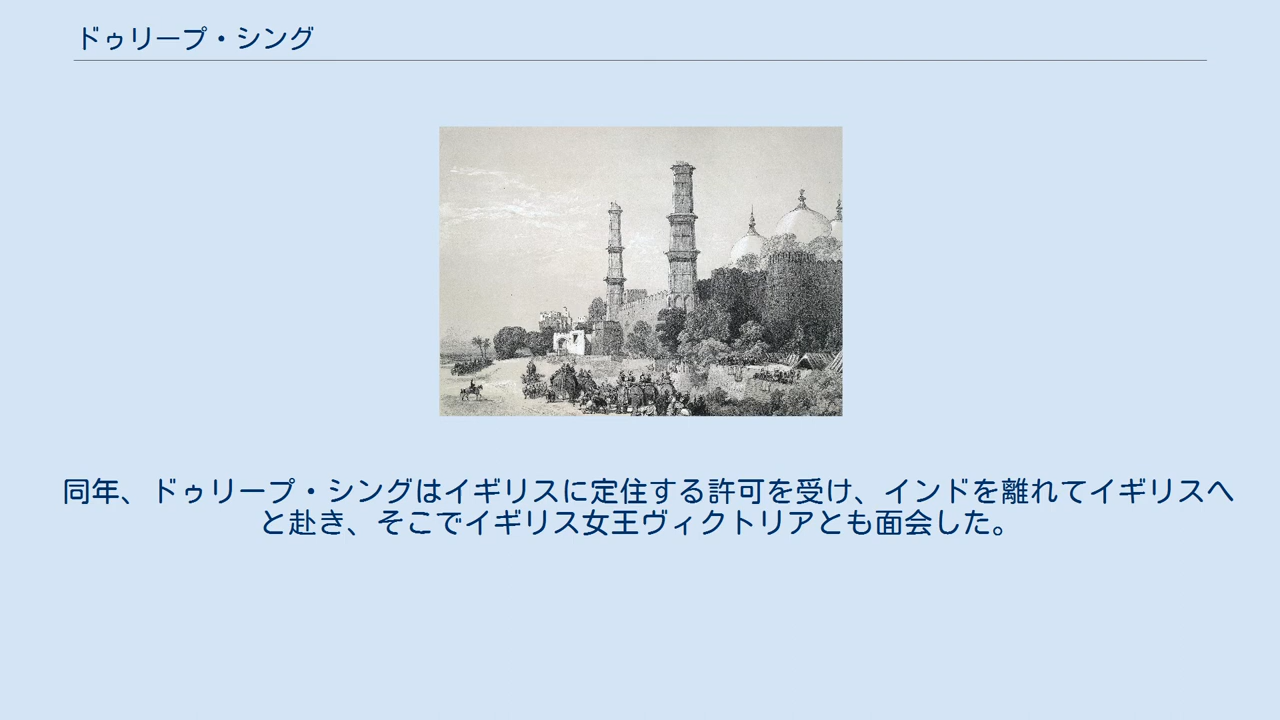 ドゥリープ・シング
同年、ドゥリープ・シングはイギリスに定住する許可を受け、インドを離れてイギリスへ
と赴き、そこでイギリス女王ヴィクトリアとも面会した。